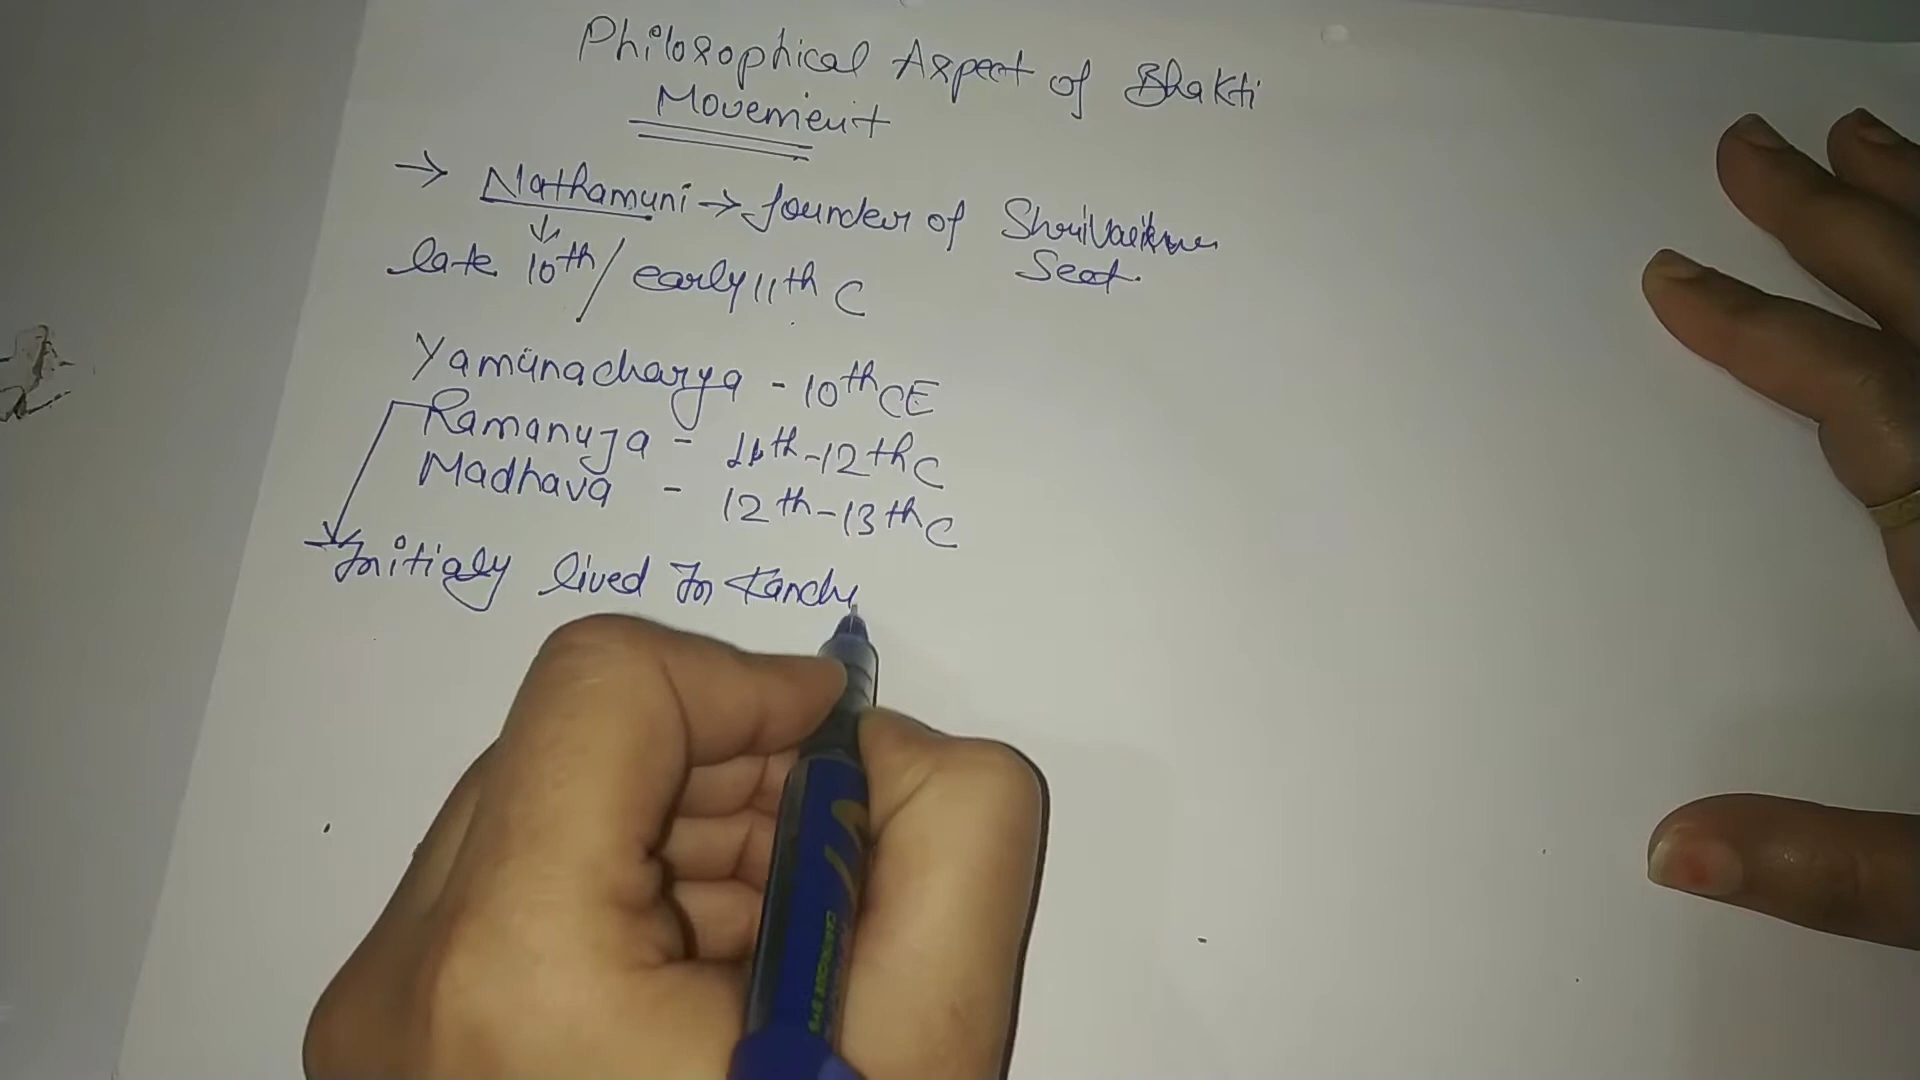 Philosophical Aspect of Bhakti
Movement
→ Nathamuni → founder of
Sect.
late 10th / early 11th C
Yamunacharya - 10th CE
Ramanuja - 11th-12th C
Madhava - 12th-13th C
Initialy lived In Kanchi